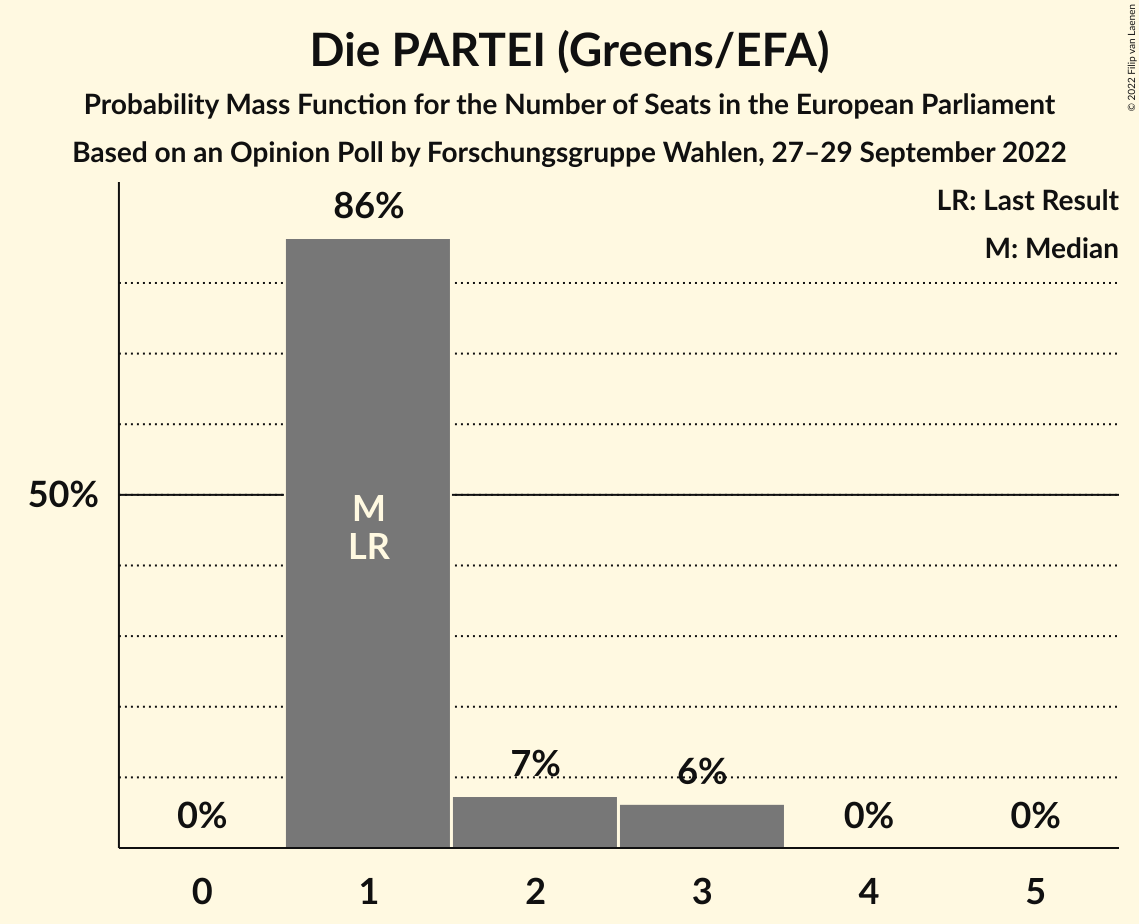 Die PARTEI (Greens/EFA)
Probability Mass Function for the Number of Seats in the European Parliament
Based on an Opinion Poll by Forschungsgruppe Wahlen, 27–29 September 2022
© 2022 Filip van Laenen
LR: Last Result
M: Median
86%
50%
M
LR
7%
6%
0%
0%
0%
0
1
2
3
4
5